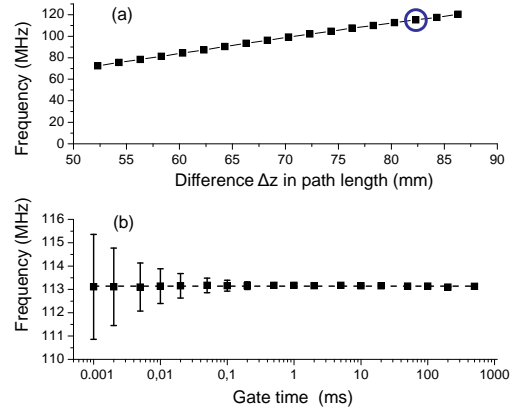 (a)
Frequency (MHz)
120
100
80
60
40
20
0
50 55 60 65 70 75 80 85 90
Difference Δz in path length (mm)
(b)
Frequency (MHz)
116
115
114
113
112
111
110
0.001 0,01 0,1 1 10 100 1000
Gate time (ms)